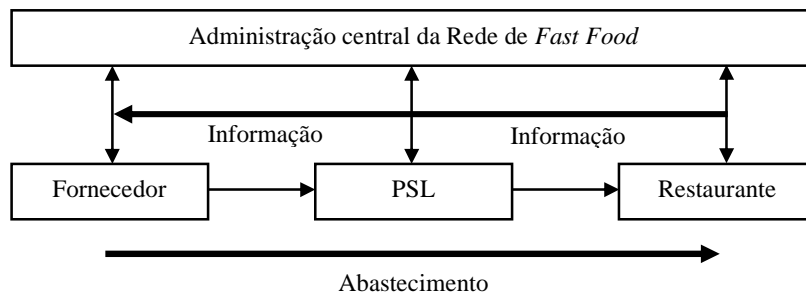 Administração central da Rede de Fast Food
Informação
Informação
Fornecedor
PSL
Restaurante
Abastecimento